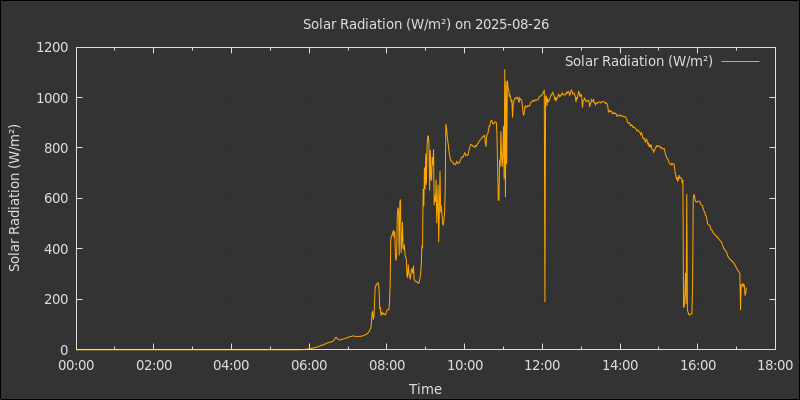 Solar Radiation (W/m²) on 2025-08-26
Solar Radiation (W/m²)
1200
1000
800
600
400
200
0
Solar Radiation (W/m²)
00:00 02:00 04:00 06:00 08:00 10:00 12:00 14:00 16:00 18:00
Time